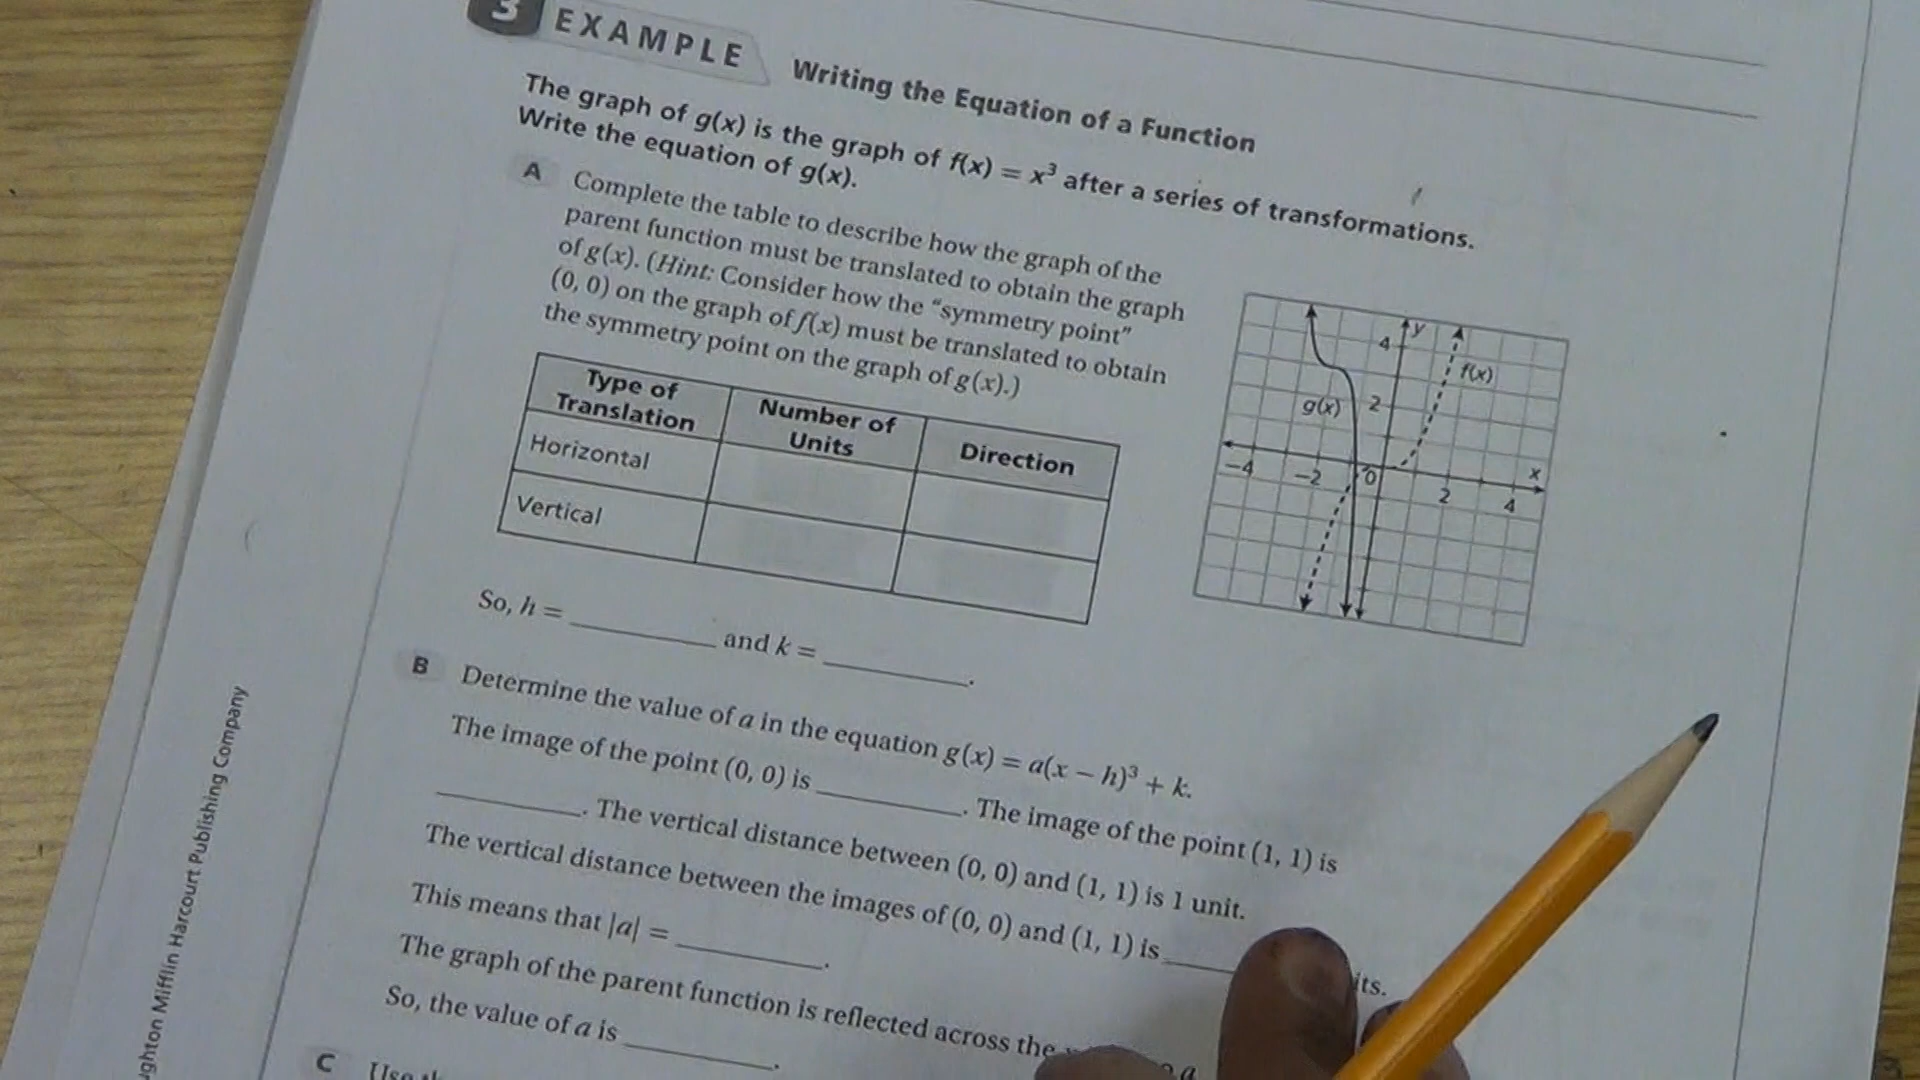 3 EXAMPLE Writing the Equation of a Function
The graph of g(x) is the graph of f(x) = x³ after a series of transformations.
Write the equation of g(x).
A Complete the table to describe how the graph of the
parent function must be translated to obtain the graph
of g(x). (Hint: Consider how the "symmetry point"
(0, 0) on the graph of f(x) must be translated to obtain
the symmetry point on the graph of g(x).)
Type of Translation Number of Units Direction
Horizontal
Vertical
4 y
f(x)
g(x) 2
x
-4 -2 0 2 4
So, h = ________ and k = ________.
B Determine the value of a in the equation g(x) = a(x − h)³ + k.
The image of the point (0, 0) is ________. The image of the point (1, 1) is
________. The vertical distance between (0, 0) and (1, 1) is 1 unit.
The vertical distance between the images of (0, 0) and (1, 1) is ____ its.
This means that |a| = ________.
The graph of the parent function is reflected across the
So, the value of a is ________.
C
ghton Mifflin Harcourt Publishing Company